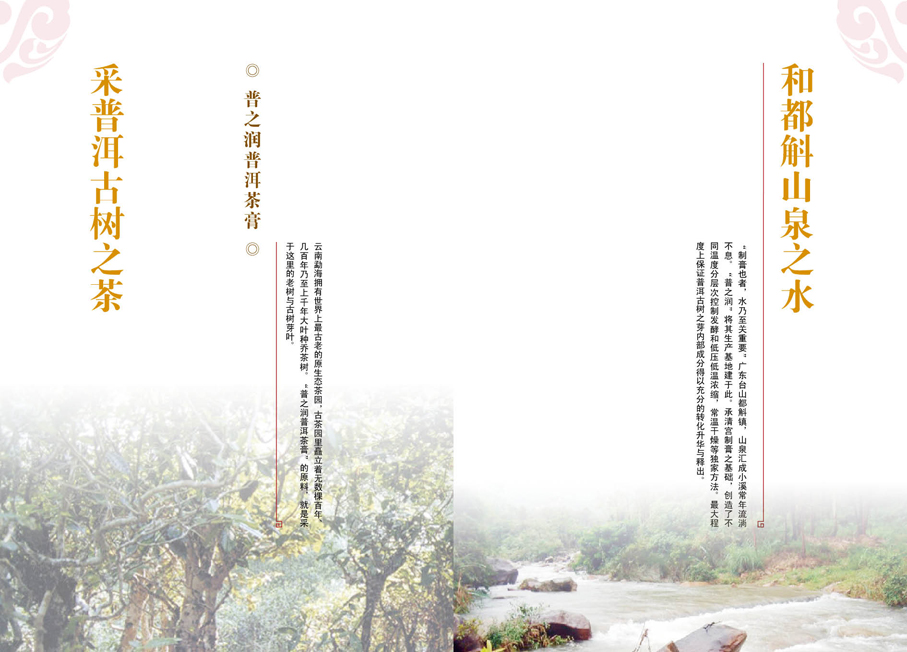 采普洱古树之茶
◎ 普之润普洱茶膏 ◎
云南勐海拥有世界上最古老的原生态茶园，古茶园里矗立着无数棵百年、
几百年乃至上千年大叶种乔茶树。“普之润普洱茶膏”的原料，就是采
于这里的老树与古树芽叶。
和都斛山泉之水
“制膏也者，水乃至关重要”广东台山都斛镇，山泉汇成小溪常年流淌
不息。“普之润”将其生产基地建于此。承清宫制膏之基础，创造了不
同温度分层次控制发酵和低压低温浓缩，常温干燥等独家方法。最大程
度上保证普洱古树之芽内部成分得以充分的转化升华与释出。